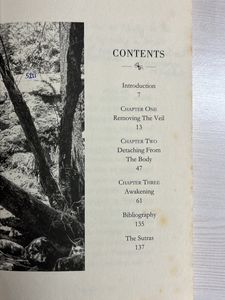 CONTENTS
Introduction
7
CHAPTER ONE
Removing The Veil
13
CHAPTER TWO
Detaching From
The Body
47
CHAPTER THREE
Awakening
61
Bibliography
135
The Sutras
137